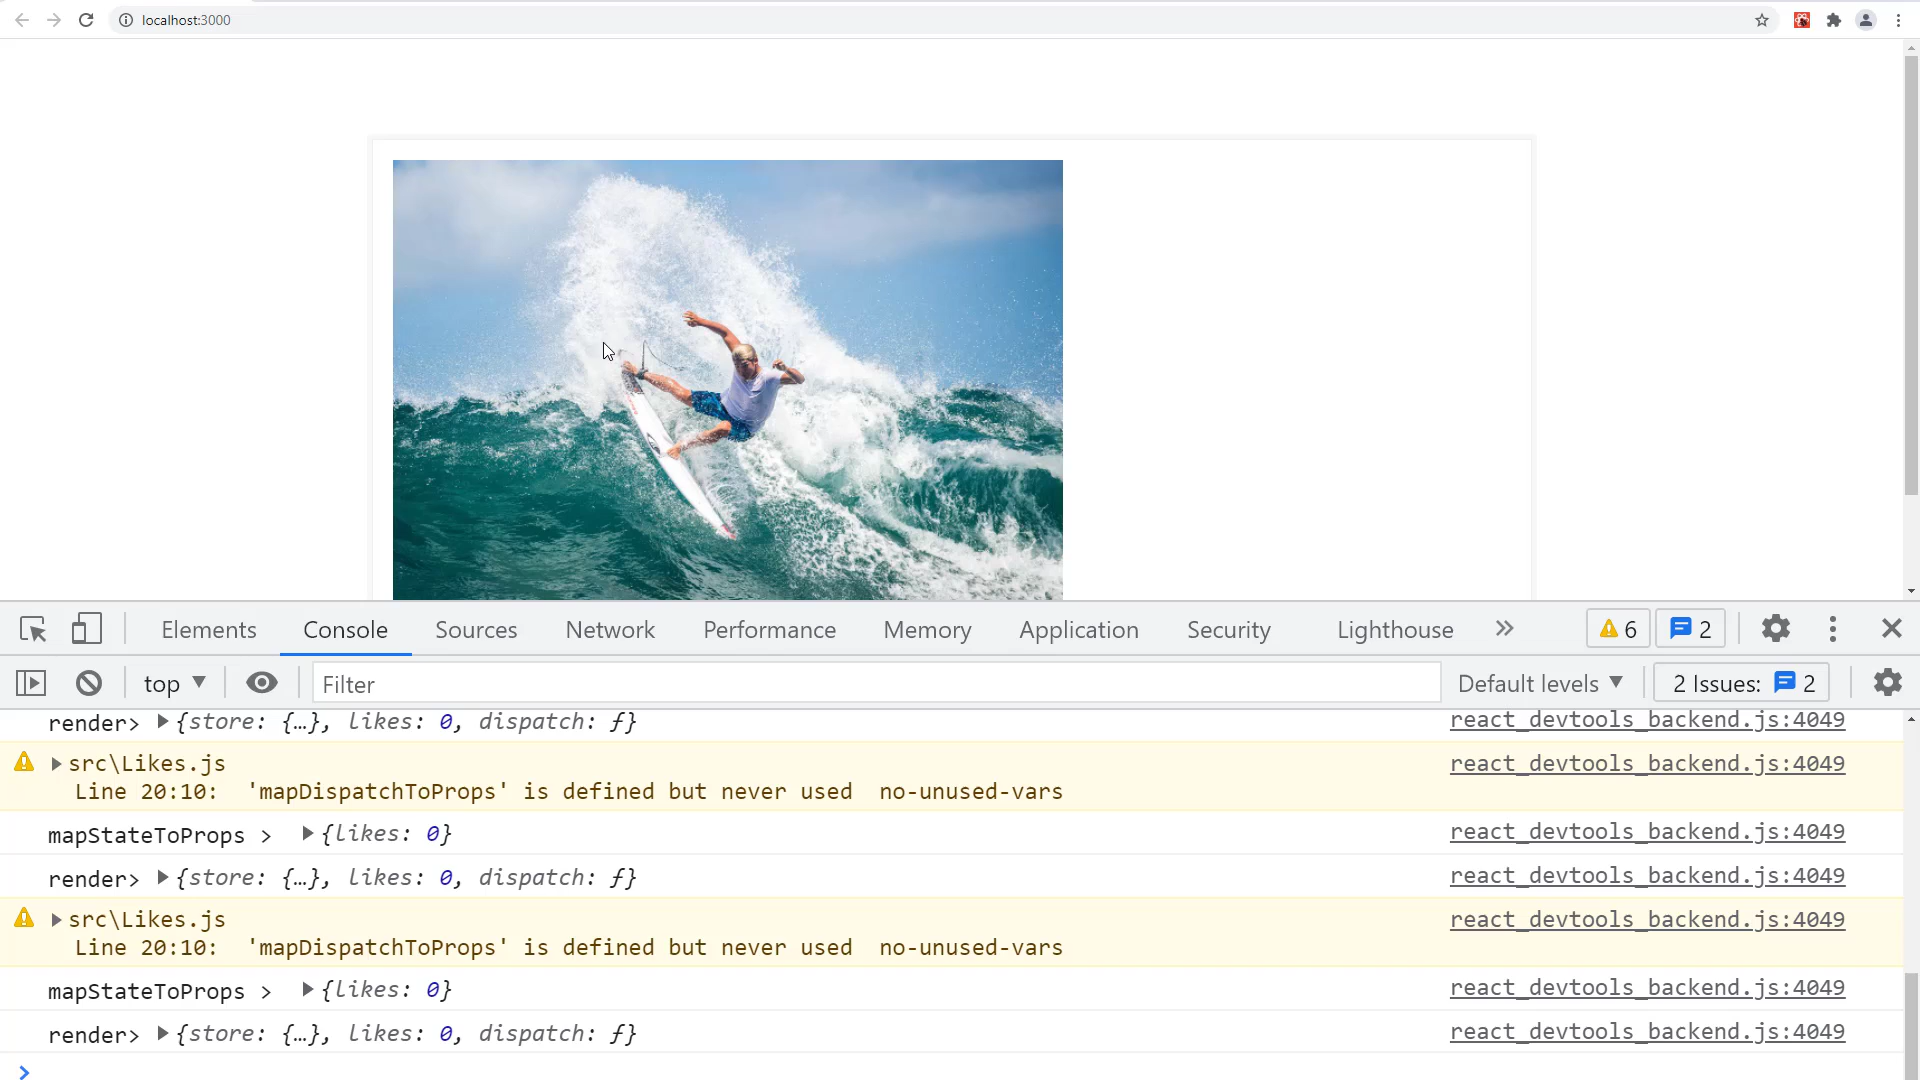 localhost:3000
Elements Console Sources Network Performance Memory Application Security Lighthouse 6 2
top Filter Default levels 2 Issues: 2
render> {store: {…}, likes: 0, dispatch: ƒ} react_devtools_backend.js:4049
src\Likes.js react_devtools_backend.js:4049
Line 20:10: 'mapDispatchToProps' is defined but never used no-unused-vars
mapStateToProps > {likes: 0} react_devtools_backend.js:4049
render> {store: {…}, likes: 0, dispatch: ƒ} react_devtools_backend.js:4049
src\Likes.js react_devtools_backend.js:4049
Line 20:10: 'mapDispatchToProps' is defined but never used no-unused-vars
mapStateToProps > {likes: 0} react_devtools_backend.js:4049
render> {store: {…}, likes: 0, dispatch: ƒ} react_devtools_backend.js:4049